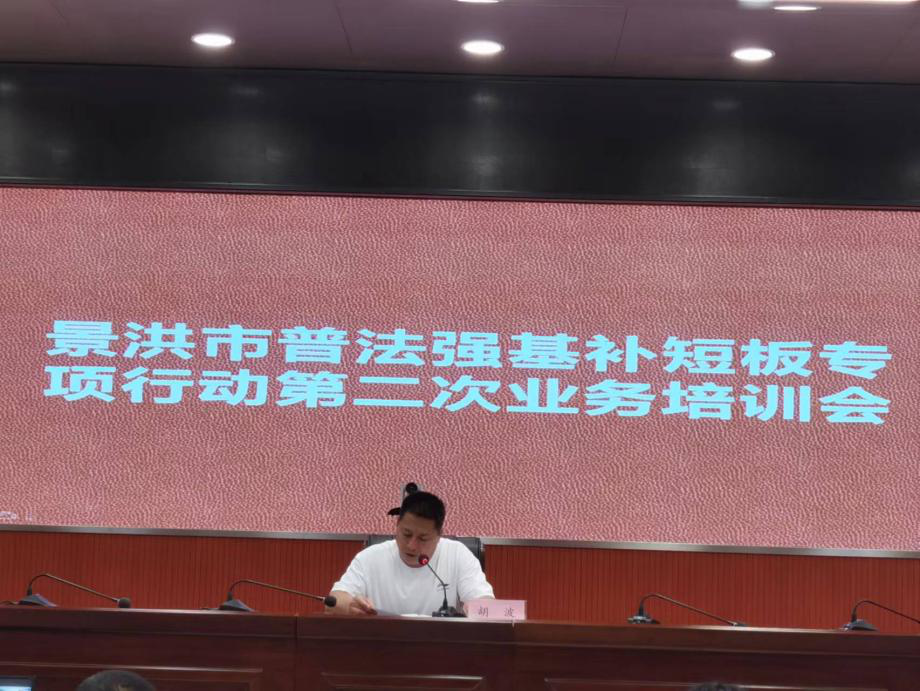 景洪市普法强基补短板专
项行动第二次业务培训会
胡 波